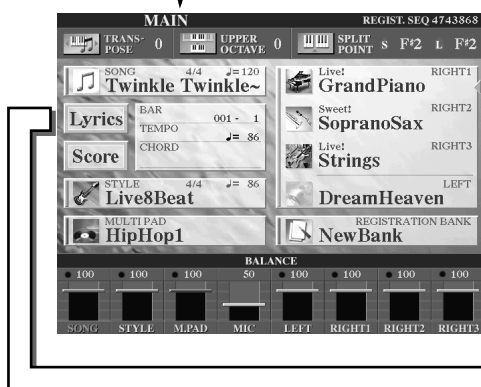 MAIN
REGIST. SEQ 4743868
TRANS-
POSE 0
UPPER
OCTAVE 0
SPLIT
POINT S F#2 L F#2
SONG 4/4 ♩=120
Twinkle Twinkle~
Lyrics
Score
BAR 001 - 1
TEMPO ♩= 86
CHORD
STYLE 4/4 ♩= 86
Live8Beat
MULTI PAD
HipHop1
Live! RIGHT1
GrandPiano
Sweet! RIGHT2
SopranoSax
Live! RIGHT3
Strings
LEFT
DreamHeaven
REGISTRATION BANK
NewBank
BALANCE
100 100 100 50 100 100 100 100
SONG STYLE M.PAD MIC LEFT RIGHT1 RIGHT2 RIGHT3